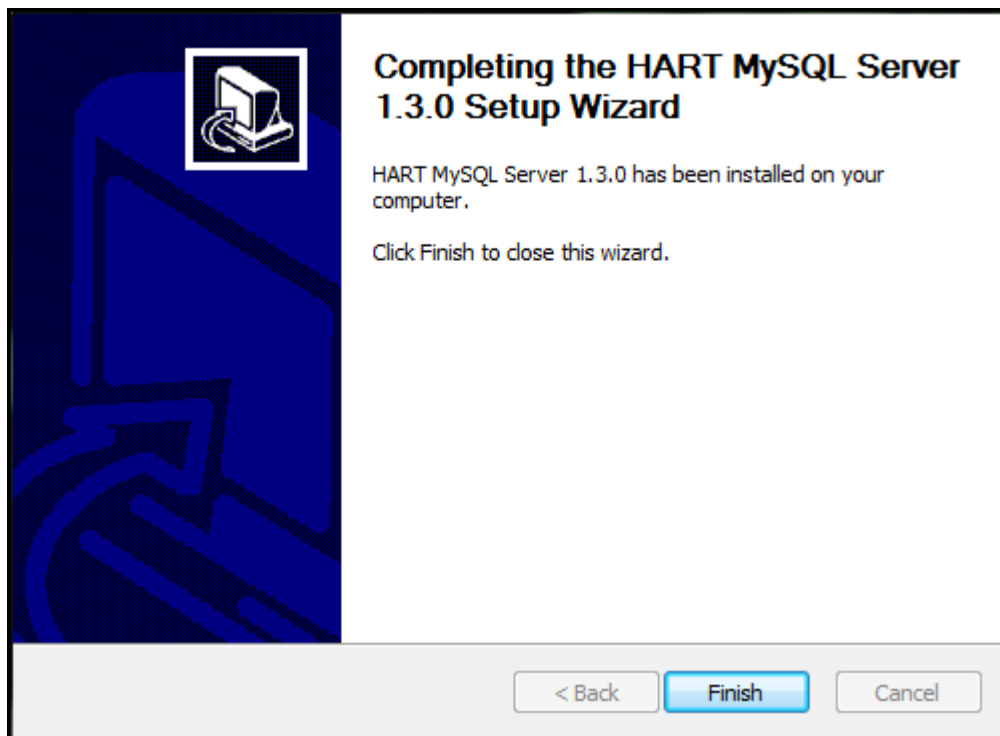 Completing the HART MySQL Server
1.3.0 Setup Wizard
HART MySQL Server 1.3.0 has been installed on your
computer.
Click Finish to close this wizard.
< Back
Finish
Cancel